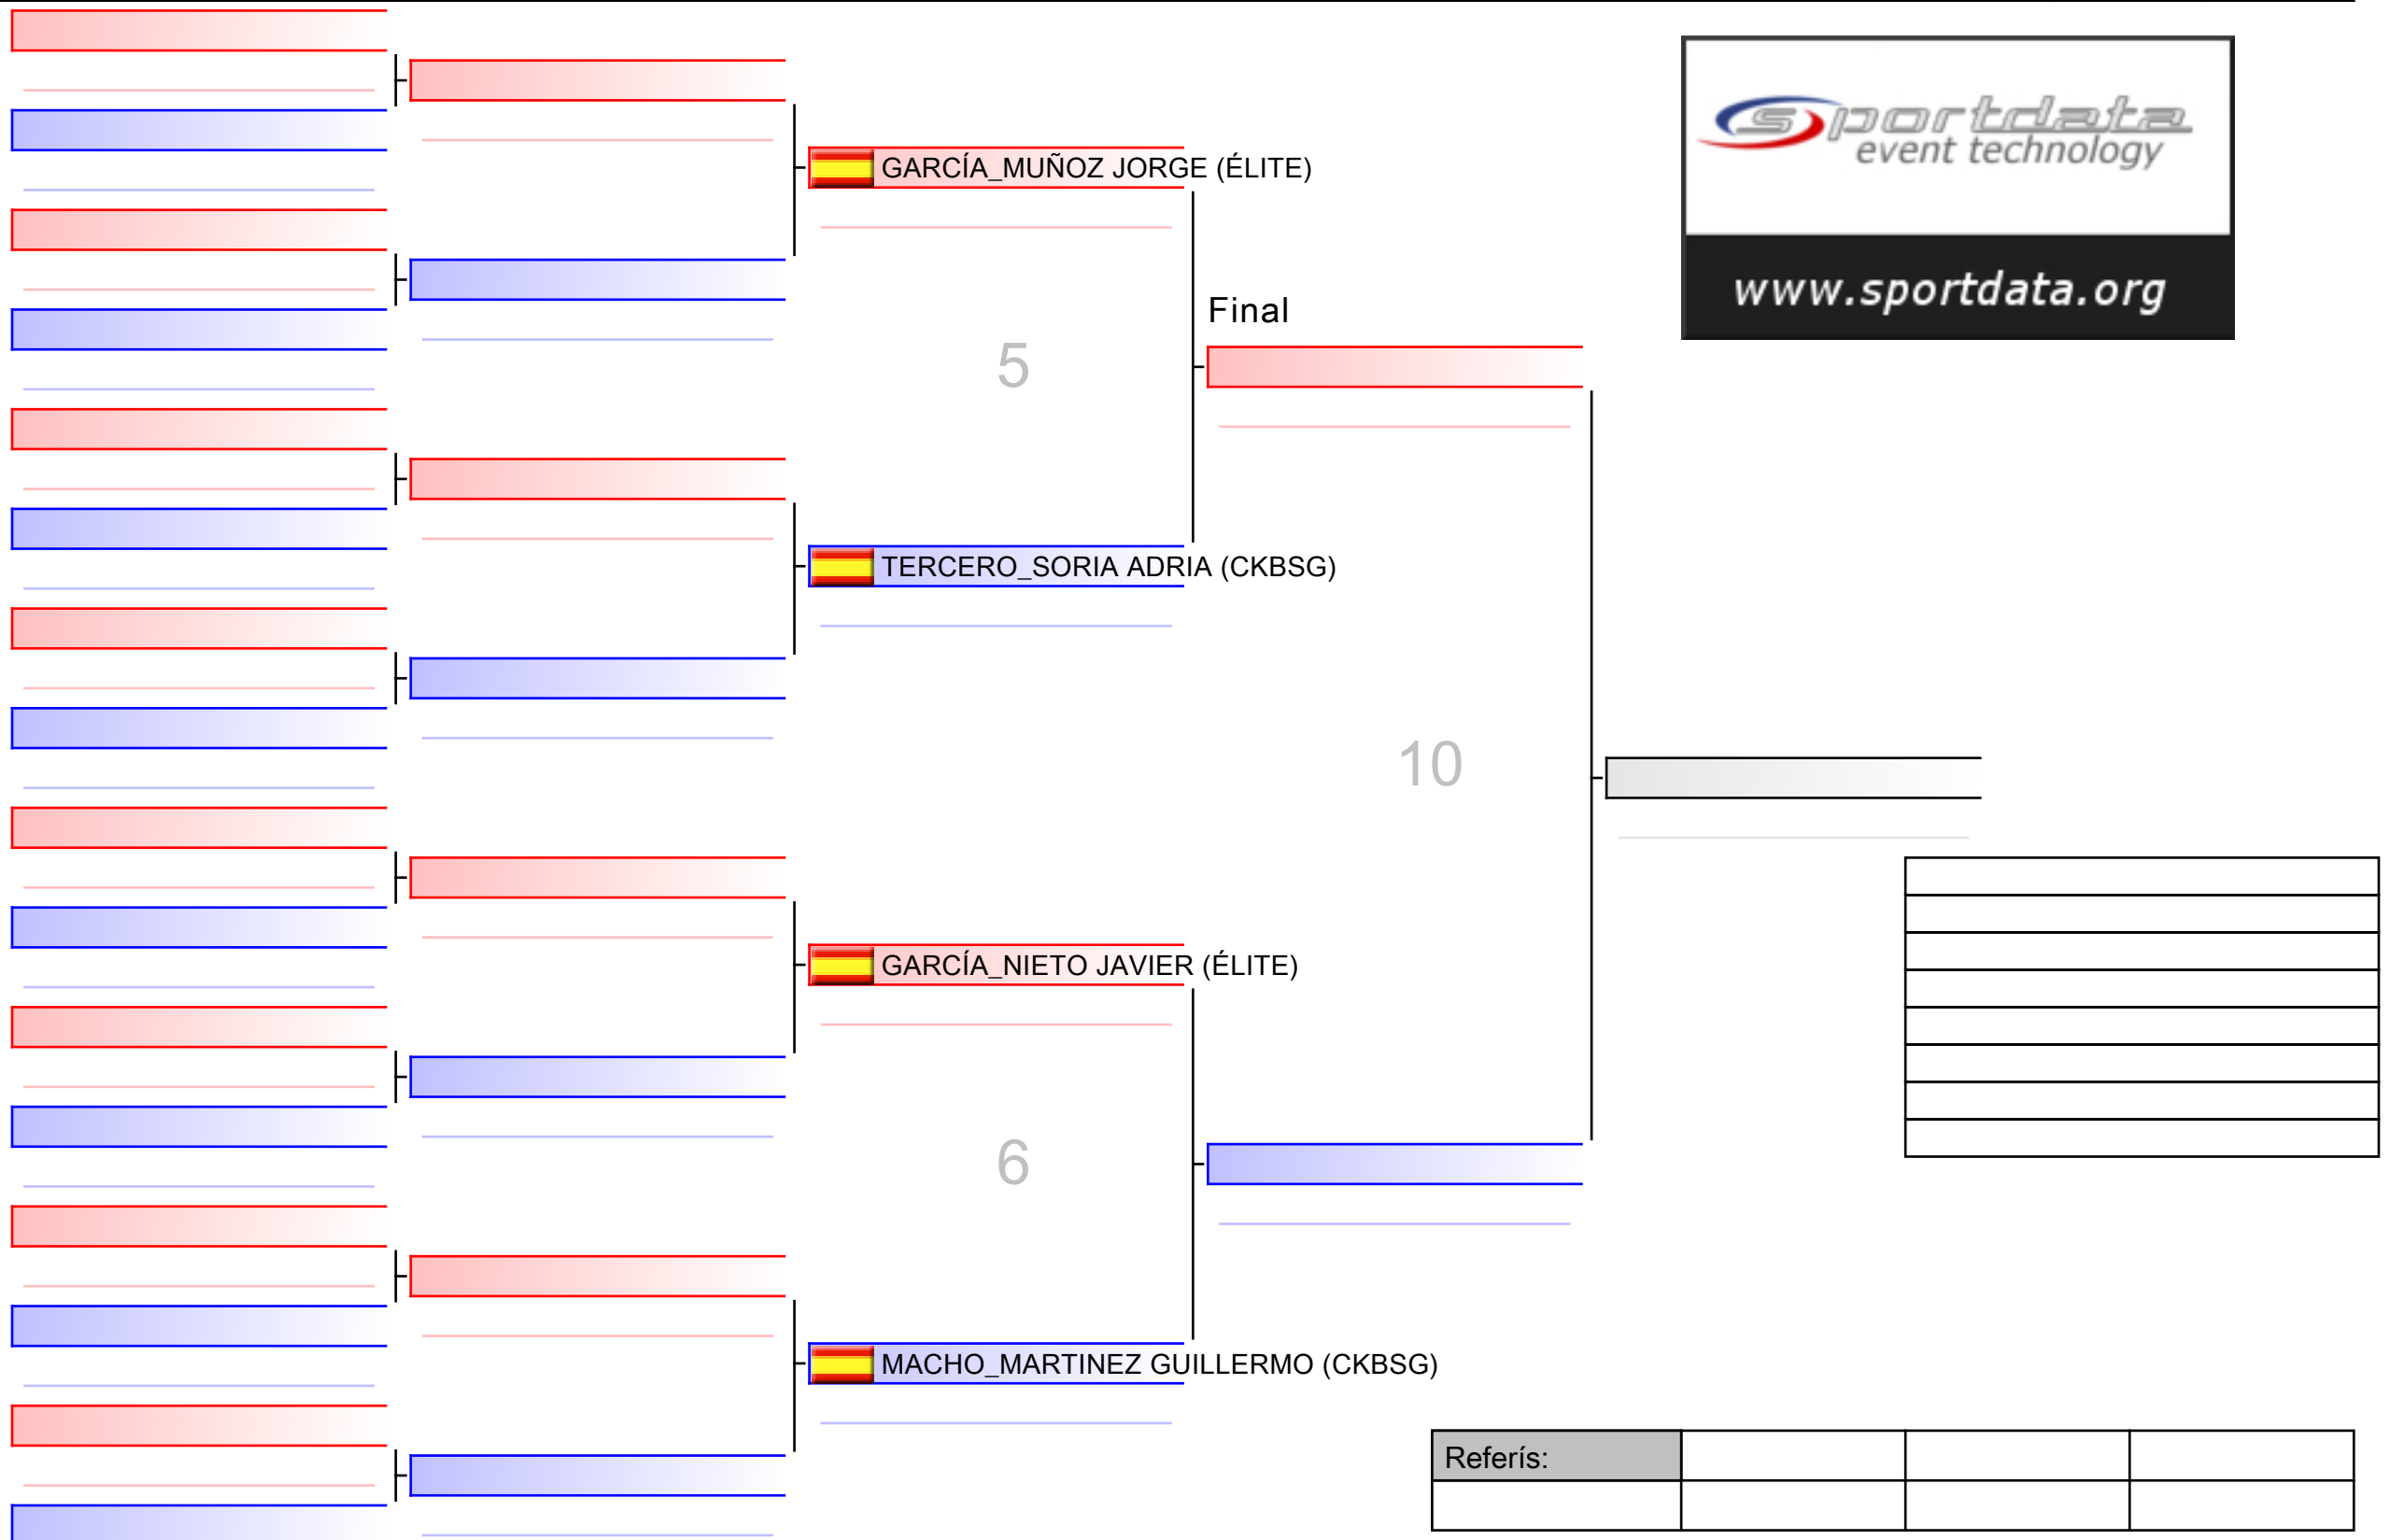 sportdata
event technology
www.sportdata.org
GARCÍA_MUÑOZ JORGE (ÉLITE)
Final
5
TERCERO_SORIA ADRIA (CKBSG)
10
GARCÍA_NIETO JAVIER (ÉLITE)
6
MACHO_MARTINEZ GUILLERMO (CKBSG)
Referís: